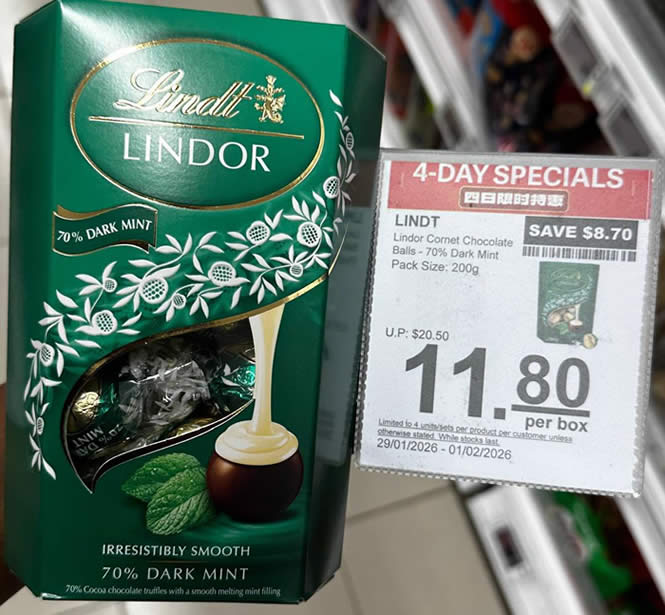 Lindt
LINDOR
70% DARK MINT
IRRESISTIBLY SMOOTH
70% DARK MINT
70% Cocoa chocolate truffles with a smooth melting mint filling
4-DAY SPECIALS
四日限时特惠
LINDT
SAVE $8.70
Lindor Cornet Chocolate
Balls - 70% Dark Mint
Pack Size: 200g
U.P: $20.50
11.80
per box
Limited to 4 units/sets per product per customer unless
otherwise stated. While stocks last.
29/01/2026 - 01/02/2026